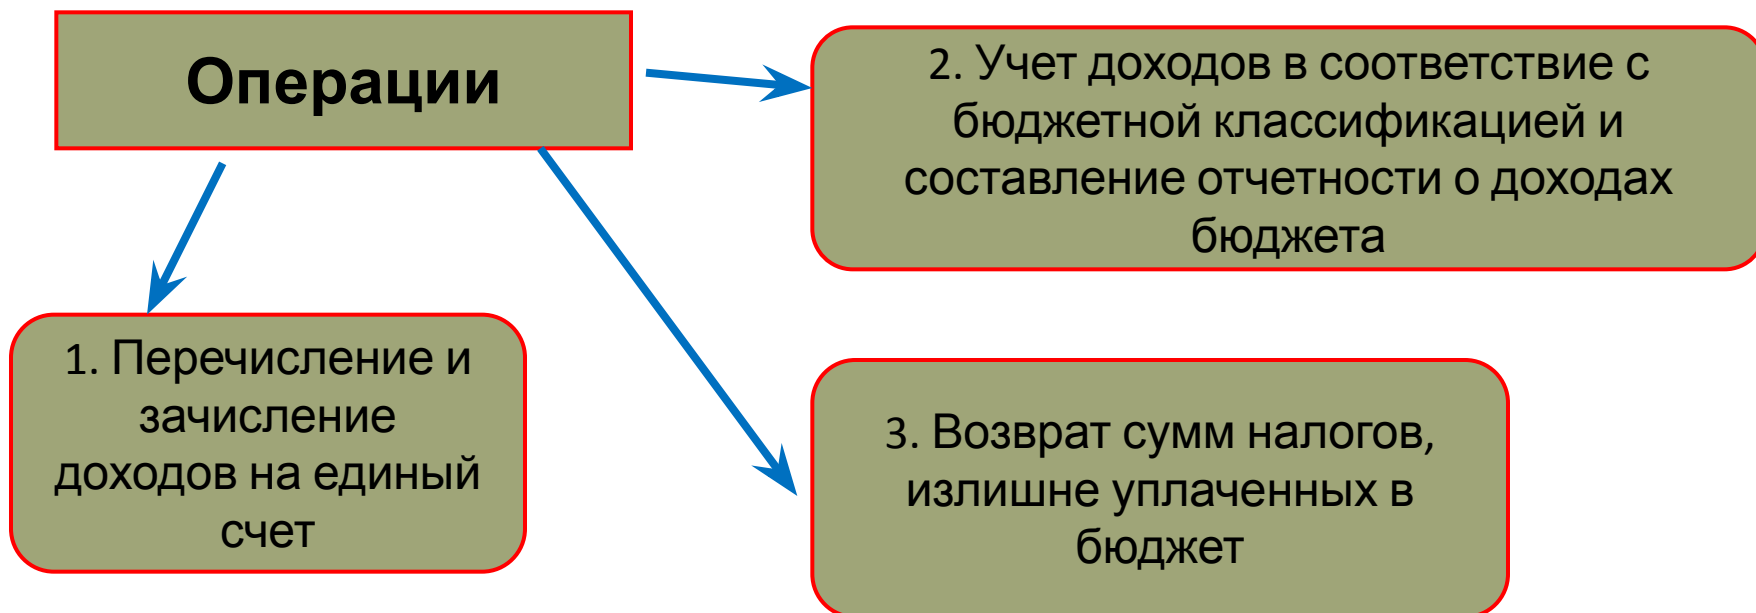 Операции
2. Учет доходов в соответствие с
бюджетной классификацией и
составление отчетности о доходах
бюджета
1. Перечисление и
зачисление
доходов на единый
счет
3. Возврат сумм налогов,
излишне уплаченных в
бюджет